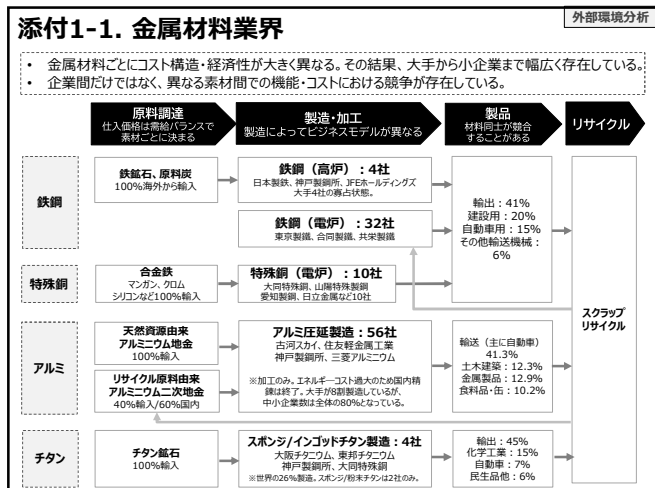 添付1-1. 金属材料業界
外部環境分析
・ 金属材料ごとにコスト構造・経済性が大きく異なる。その結果、大手から小企業まで幅広く存在している。
・ 企業間だけではなく、異なる素材間での機能・コストにおける競争が存在している。
原料調達
仕入価格は需給バランスで
素材ごとに決まる
製造・加工
製造によってビジネスモデルが異なる
製品
材料同士が競合
することがある
リサイクル
鉄鋼
鉄鉱石、原料炭
100%海外から輸入
鉄鋼（高炉）：4社
日本製鉄、神戸製鋼所、JFEホールディングズ
大手4社の寡占状態。
鉄鋼（電炉）：32社
東京製鐵、合同製鐵、共栄製鐵
輸出：41%
建設用：20%
自動車用：15%
その他輸送機械：
6%
特殊鋼
合金鉄
マンガン、クロム
シリコンなど100%輸入
特殊鋼（電炉）：10社
大同特殊鋼、山陽特殊製鋼
愛知製鋼、日立金属など10社
スクラップ
リサイクル
アルミ
天然資源由来
アルミニウム地金
100%輸入
リサイクル原料由来
アルミニウム二次地金
40%輸入/60%国内
アルミ圧延製造：56社
古河スカイ、住友軽金属工業
神戸製鋼所、三菱アルミニウム
※加工のみ。エネルギーコスト過大のため国内精
錬は終了。大手が8割製造しているが、
中小企業数は全体の80%となっている。
輸送（主に自動車）
41.3%
土木建築：12.3%
金属製品：12.9%
食料品・缶：10.2%
チタン
チタン鉱石
100%輸入
スポンジ/インゴッドチタン製造：4社
大阪チタニウム、東邦チタニウム
神戸製鋼所、大同特殊鋼
※世界の26%製造。スポンジ/粉末チタンは2社のみ。
輸出：45%
化学工業：15%
自動車：7%
民生品他：6%